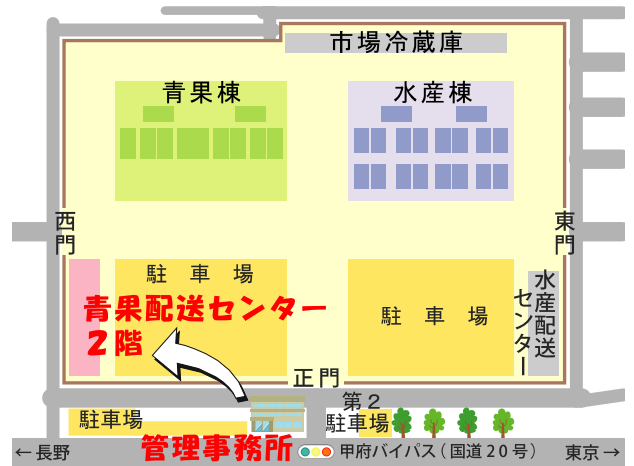 市場冷蔵庫
青果棟
水産棟
西門
東門
駐車場
駐車場
青果配送センター
２階
水産配送
センター
正門
第２
駐車場
駐車場
管理事務所
←長野
甲府バイパス(国道20号)
東京→